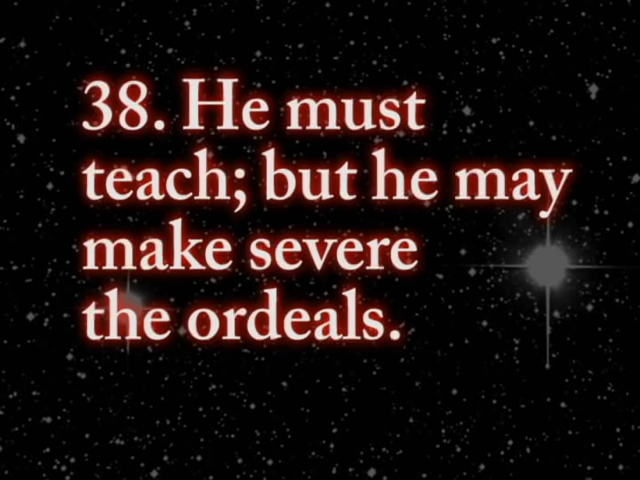 38. He must
teach; but he may
make severe
the ordeals.